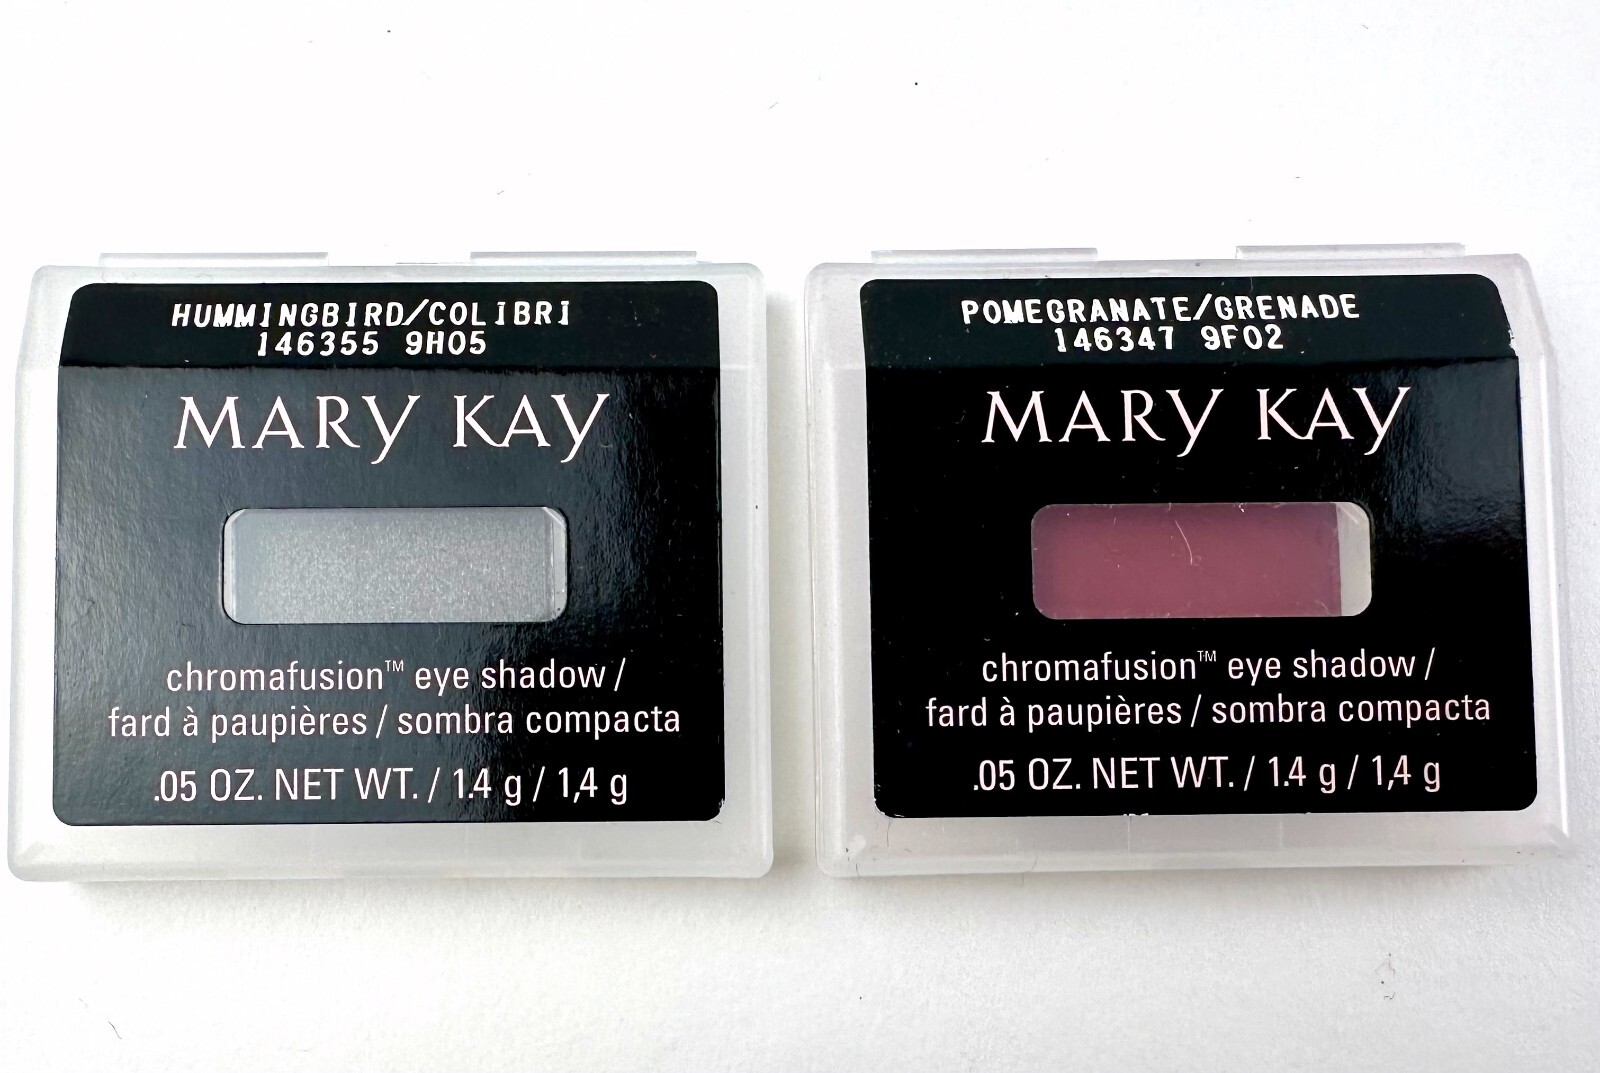 HUMMINGBIRD/COLIBRI
146355 9H05
MARY KAY
chromafusion™ eye shadow /
fard à paupières / sombra compacta
.05 OZ. NET WT. / 1.4 g / 1,4 g
POMEGRANATE/GRENADE
146347 9F02
MARY KAY
chromafusion™ eye shadow /
fard à paupières / sombra compacta
.05 OZ. NET WT. / 1.4 g / 1,4 g